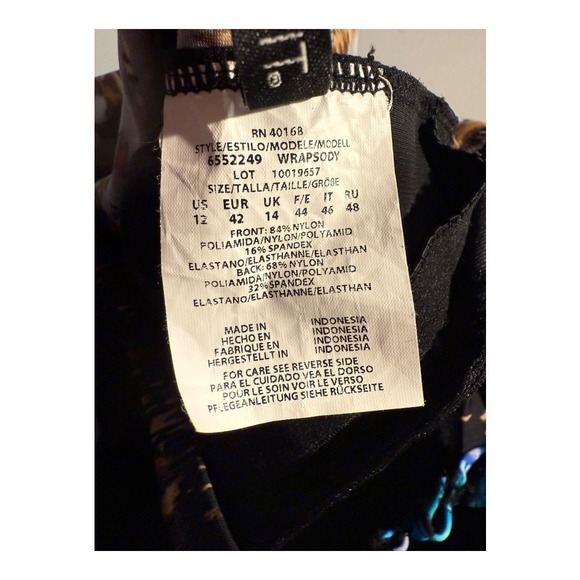 RN 40168
STYLE/ESTILO/MODELE/MODELL
6552249 WRAPSODY
LOT 10019657
SIZE/TALLA/TAILLE/GRÖßE
US EUR UK F/E IT RU
12 42 14 44 46 48
FRONT: 84% NYLON
POLIAMIDA/NYLON/POLYAMID
16% SPANDEX
ELASTANO/ELASTHANNE/ELASTHAN
BACK: 68% NYLON
POLIAMIDA/NYLON/POLYAMID
32% SPANDEX
ELASTANO/ELASTHANNE/ELASTHAN
MADE IN INDONESIA
HECHO EN INDONESIA
FABRIQUE EN INDONESIA
HERGESTELLT IN INDONESIA
FOR CARE SEE REVERSE SIDE
PARA EL CUIDADO VEA EL DORSO
POUR LE SOIN VOIR LE VERSO
PFLEGEANLEITUNG SIEHE RÜCKSEITE